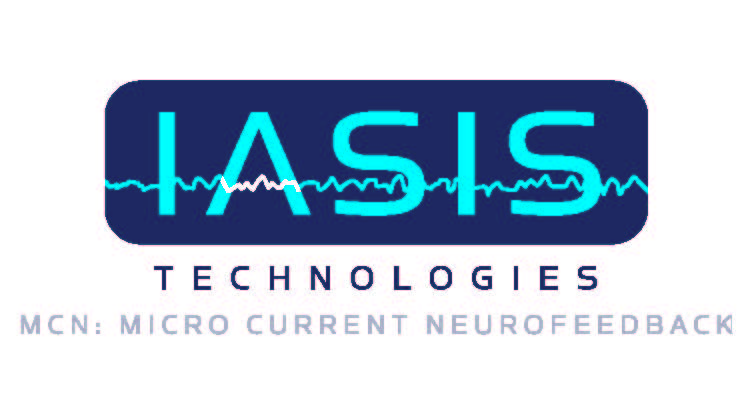 IASIS
TECHNOLOGIES
MCN: MICRO CURRENT NEUROFEEDBACK